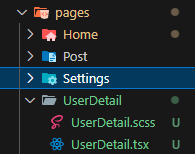 pages
Home
Post
Settings
UserDetail
UserDetail.scss U
UserDetail.tsx U